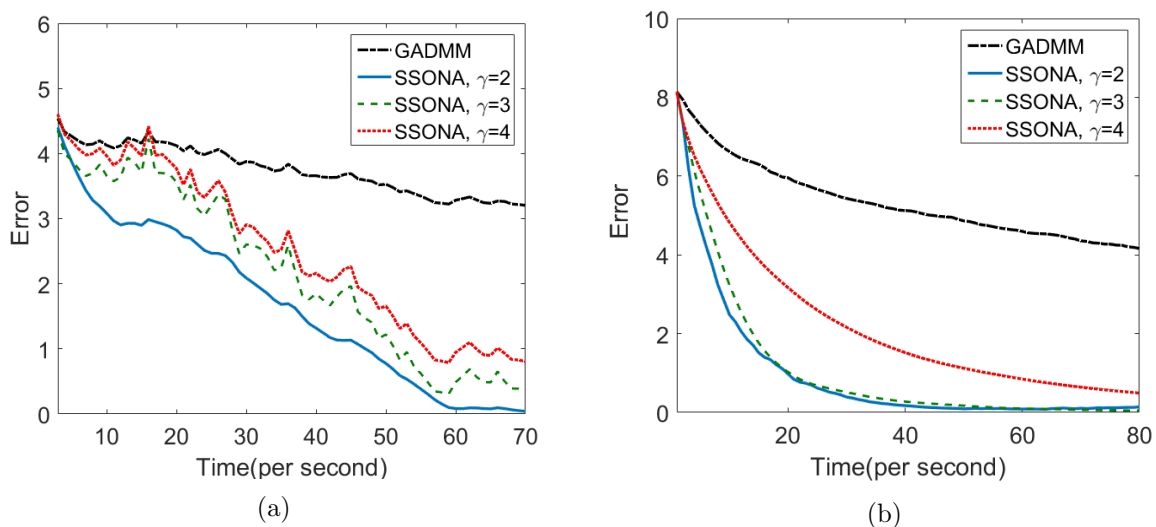 6
5
4
3
2
1
0
Error
10 20 30 40 50 60 70
Time(per second)
GADMM
SSONA, γ=2
SSONA, γ=3
SSONA, γ=4
(a)
10
8
6
4
2
0
Error
20 40 60 80
Time(per second)
GADMM
SSONA, γ=2
SSONA, γ=3
SSONA, γ=4
(b)